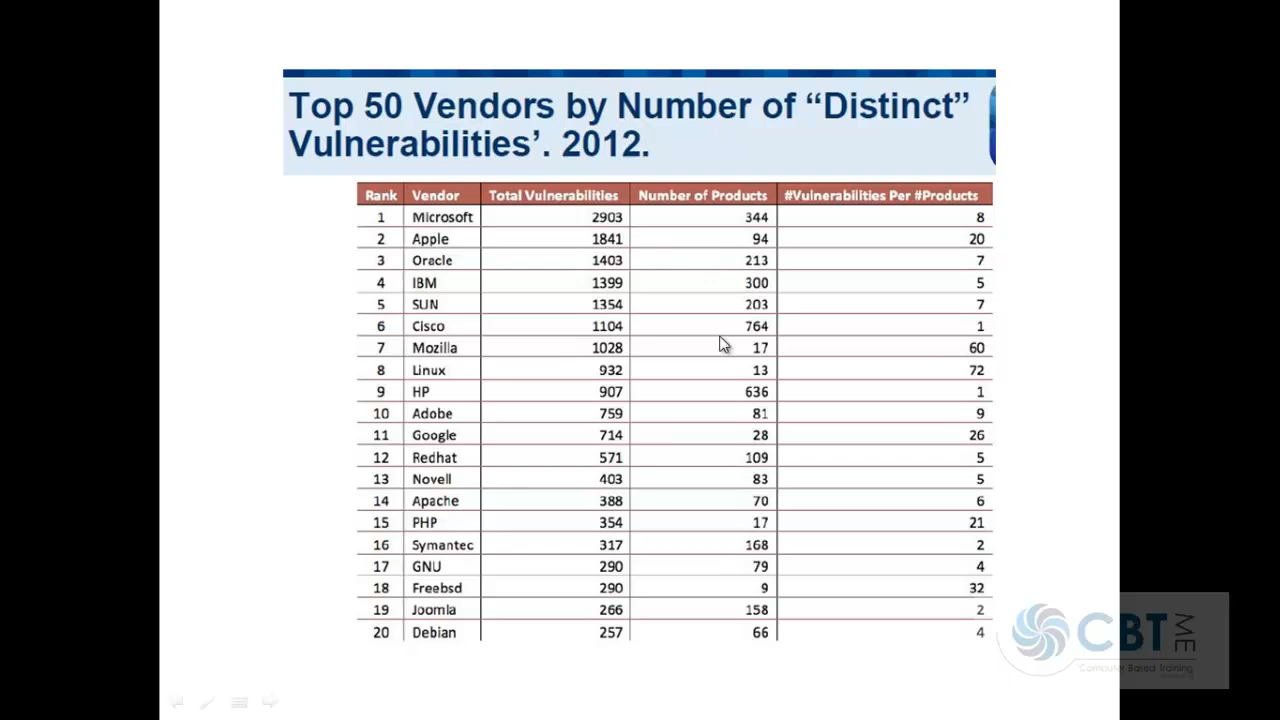 Top 50 Vendors by Number of “Distinct”
Vulnerabilities’. 2012.
Rank Vendor Total Vulnerabilities Number of Products #Vulnerabilities Per #Products
1 Microsoft 2903 344 8
2 Apple 1841 94 20
3 Oracle 1403 213 7
4 IBM 1399 300 5
5 SUN 1354 203 7
6 Cisco 1104 764 1
7 Mozilla 1028 17 60
8 Linux 932 13 72
9 HP 907 636 1
10 Adobe 759 81 9
11 Google 714 28 26
12 Redhat 571 109 5
13 Novell 403 83 5
14 Apache 388 70 6
15 PHP 354 17 21
16 Symantec 317 168 2
17 GNU 290 79 4
18 Freebsd 290 9 32
19 Joomla 266 158 2
20 Debian 257 66 4
CBT ME
Computer Based Training